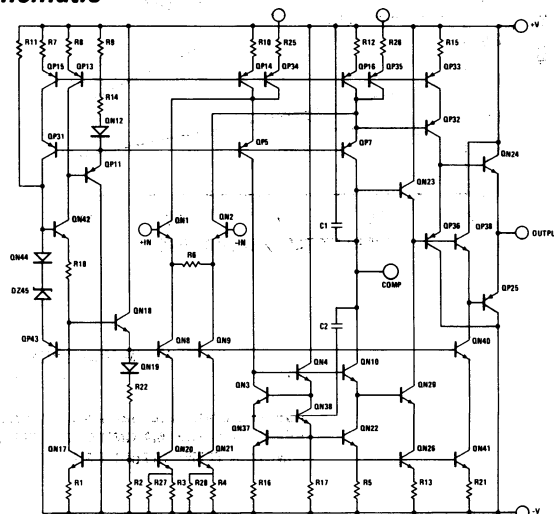 schematic
+V
R11 R7 R8 R9 R10 R25 R12 R26 R15
QP15 QP13 QP14 QP34 QP16 QP35 QP33
R14
QN12
QP31 QP11 QP5 QP7 QP32
QN24
QN23
QN42 QN1 QN2 C1 QP36 QP38
+IN -IN OUTPU
QN44 R18 R6
COMP
DZ45 QP25
C2
QN18
QP43 QN8 QN9 QN40
QN19 QN4 QN10
R22 QN3 QN29
QN38
QN37 QN22
QN17 QN20 QN21 QN26 QN41
R1 R2 R27 R3 R28 R4 R16 R17 R5 R13 R21
-V